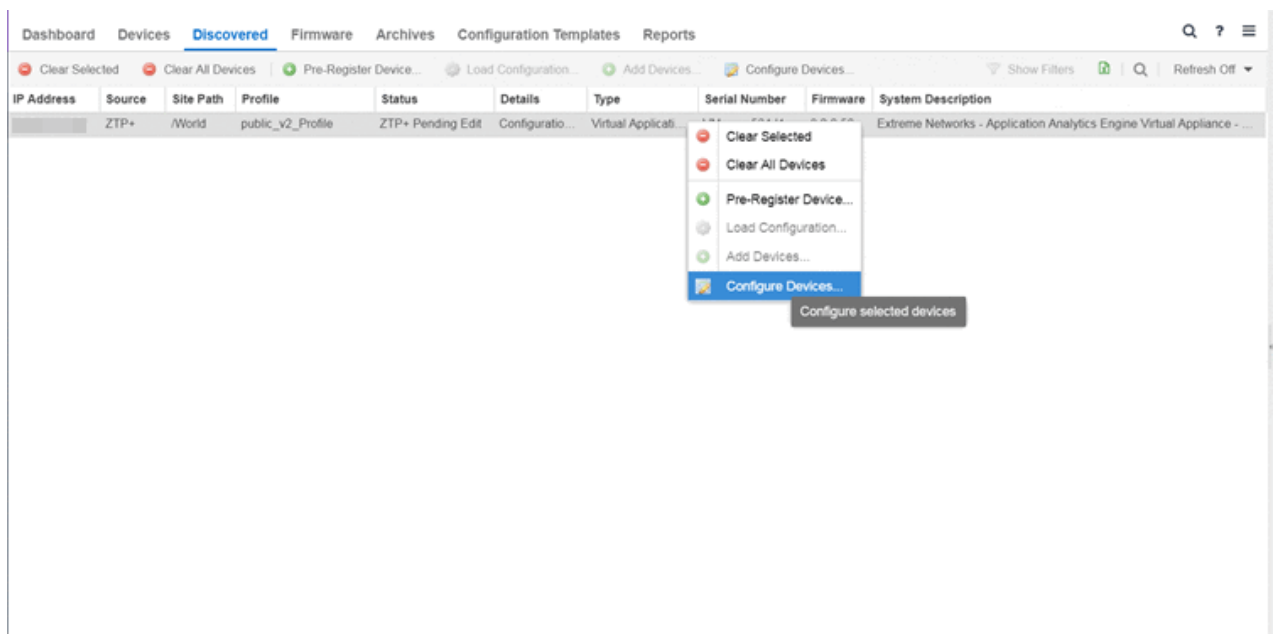 Dashboard Devices Discovered Firmware Archives Configuration Templates Reports ?
Clear Selected Clear All Devices Pre-Register Device... Load Configuration... Add Devices... Configure Devices... Show Filters Refresh Off
IP Address Source Site Path Profile Status Details Type Serial Number Firmware System Description
ZTP+ /World public_v2_Profile ZTP+ Pending Edit Configuratio... Virtual Applicati... Extreme Networks - Application Analytics Engine Virtual Appliance - ...
Clear Selected
Clear All Devices
Pre-Register Device...
Load Configuration...
Add Devices...
Configure Devices...
Configure selected devices